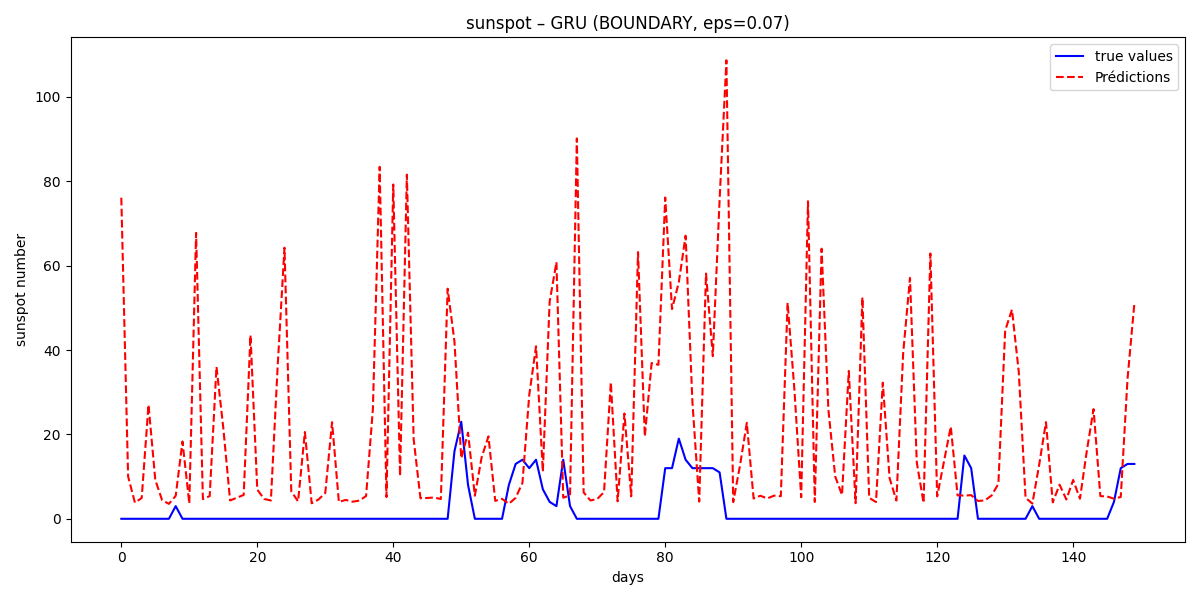 sunspot – GRU (BOUNDARY, eps=0.07)
true values
Prédictions
sunspot number
100
80
60
40
20
0
0 20 40 60 80 100 120 140
days